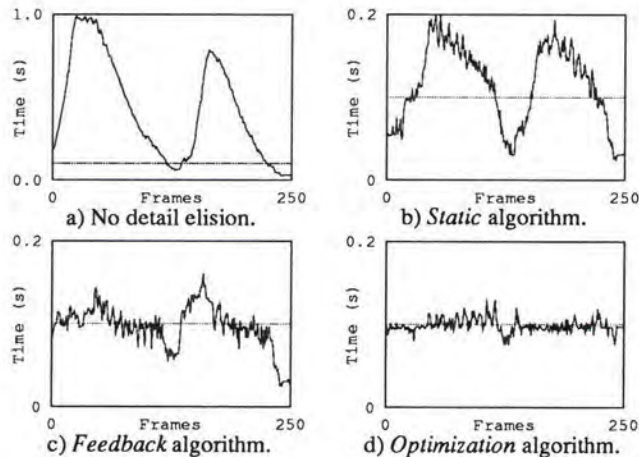 1.0
Time (s)
0.0
0 Frames 250
a) No detail elision.
0.2
Time (s)
0
0 Frames 250
b) Static algorithm.
0.2
Time (s)
0
0 Frames 250
c) Feedback algorithm.
0.2
Time (s)
0
0 Frames 250
d) Optimization algorithm.